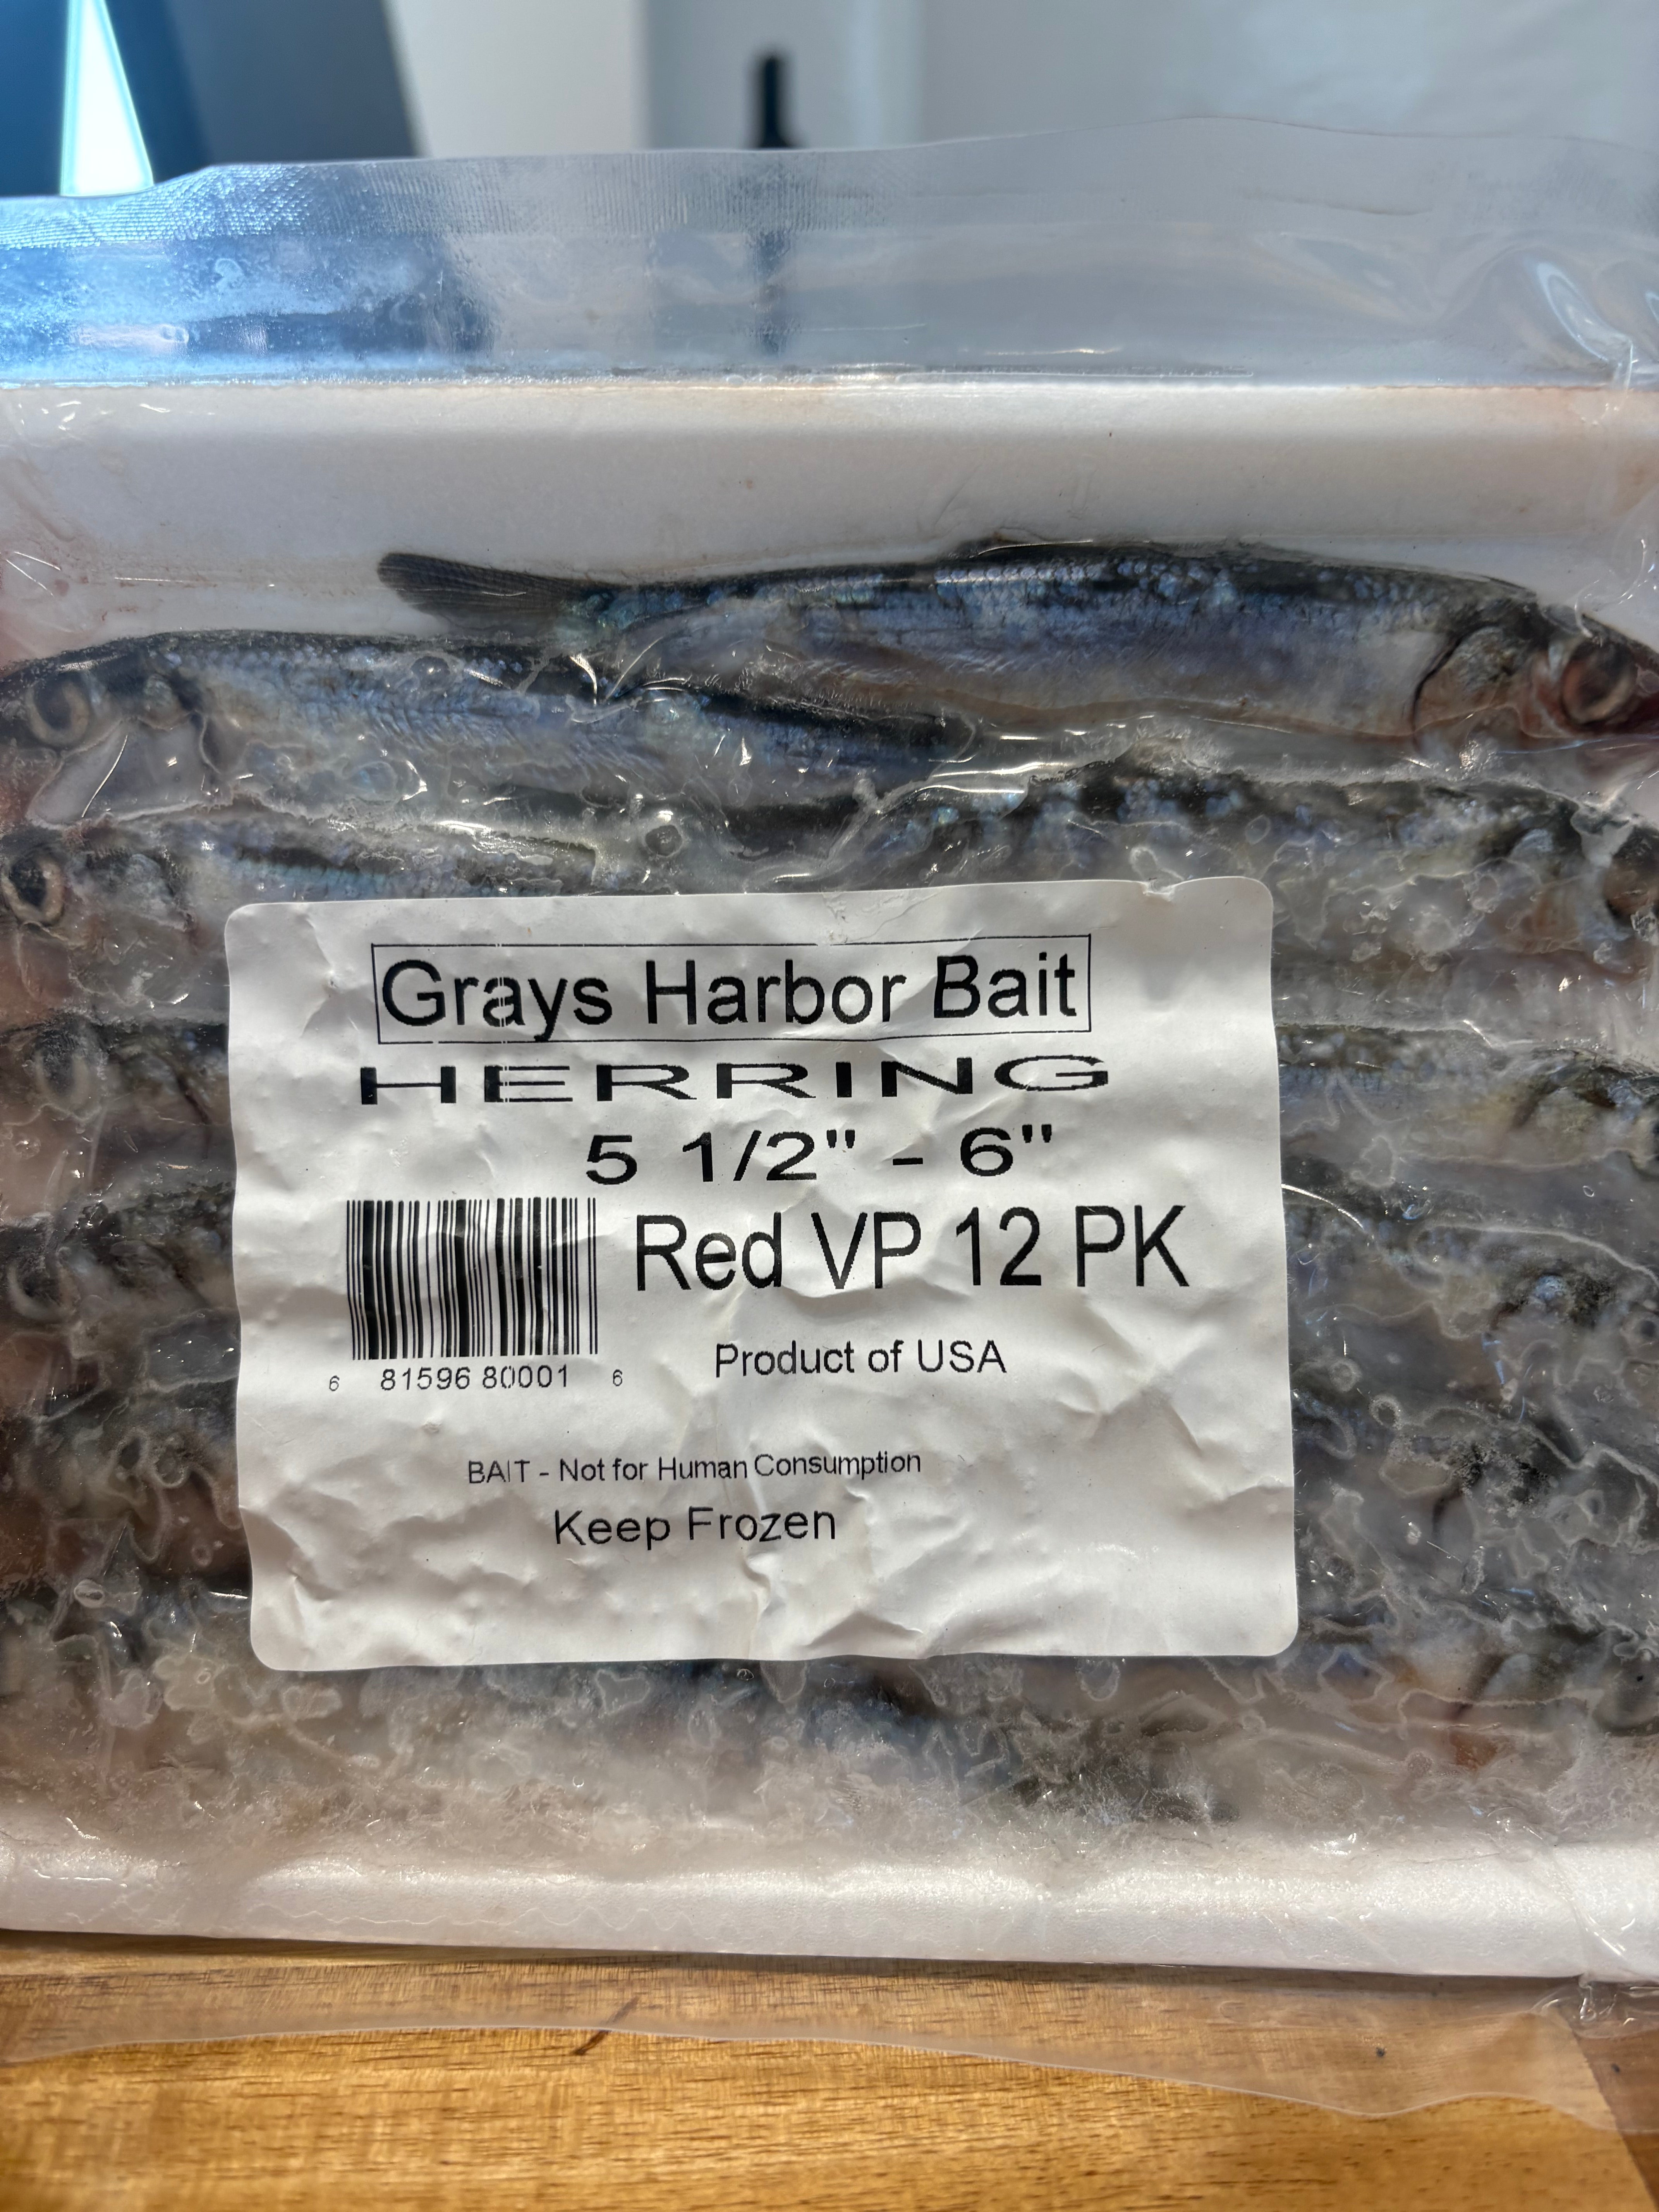 Grays Harbor Bait
HERRING
5 1/2" - 6"
Red VP 12 PK
6 81596 80001 6
Product of USA
BAIT - Not for Human Consumption
Keep Frozen